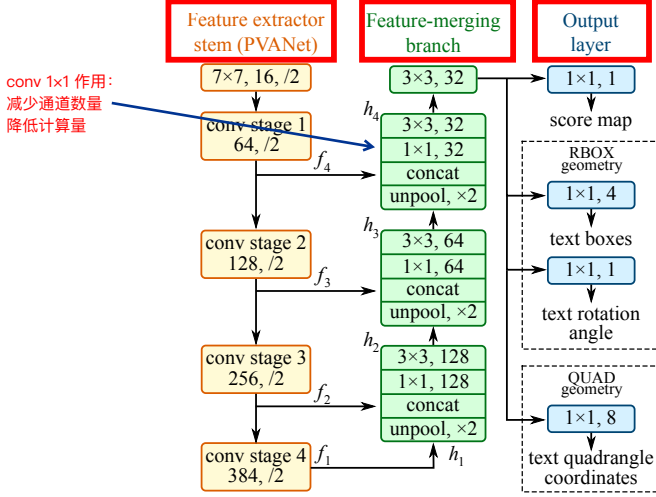 Feature extractor
stem (PVANet)
Feature-merging
branch
Output
layer
conv 1x1 作用：
减少通道数量
降低计算量
7×7, 16, /2
conv stage 1
64, /2
f4
conv stage 2
128, /2
f3
conv stage 3
256, /2
f2
conv stage 4
384, /2
f1
3×3, 32
h4
3×3, 32
1×1, 32
concat
unpool, ×2
h3
3×3, 64
1×1, 64
concat
unpool, ×2
h2
3×3, 128
1×1, 128
concat
unpool, ×2
h1
1×1, 1
score map
RBOX
geometry
1×1, 4
text boxes
1×1, 1
text rotation
angle
QUAD
geometry
1×1, 8
text quadrangle
coordinates